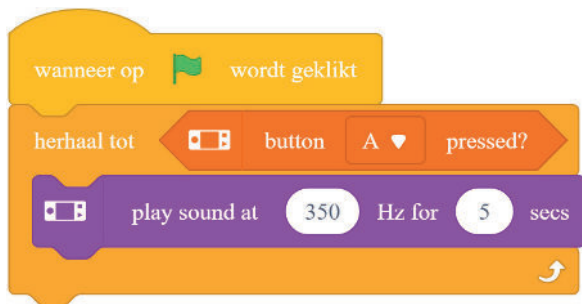 wanneer op wordt geklikt
herhaal tot button A pressed?
play sound at 350 Hz for 5 secs